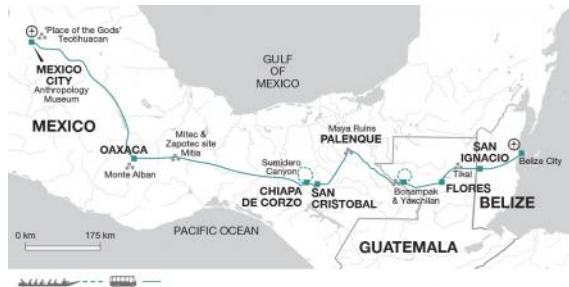 'Place of the Gods'
Teotihuacan
MEXICO
CITY
Anthropology
Museum
MEXICO
GULF
OF
MEXICO
OAXACA
Monte Alban
Mitec &
Zapotec site
Mitla
Sumidero
Canyon
CHIAPA
DE CORZO
SAN
CRISTOBAL
Maya Ruins
PALENQUE
Bonampak
& Yaxchilan
Tikal
FLORES
SAN
IGNACIO
Belize City
BELIZE
GUATEMALA
PACIFIC OCEAN
0 km
175 km